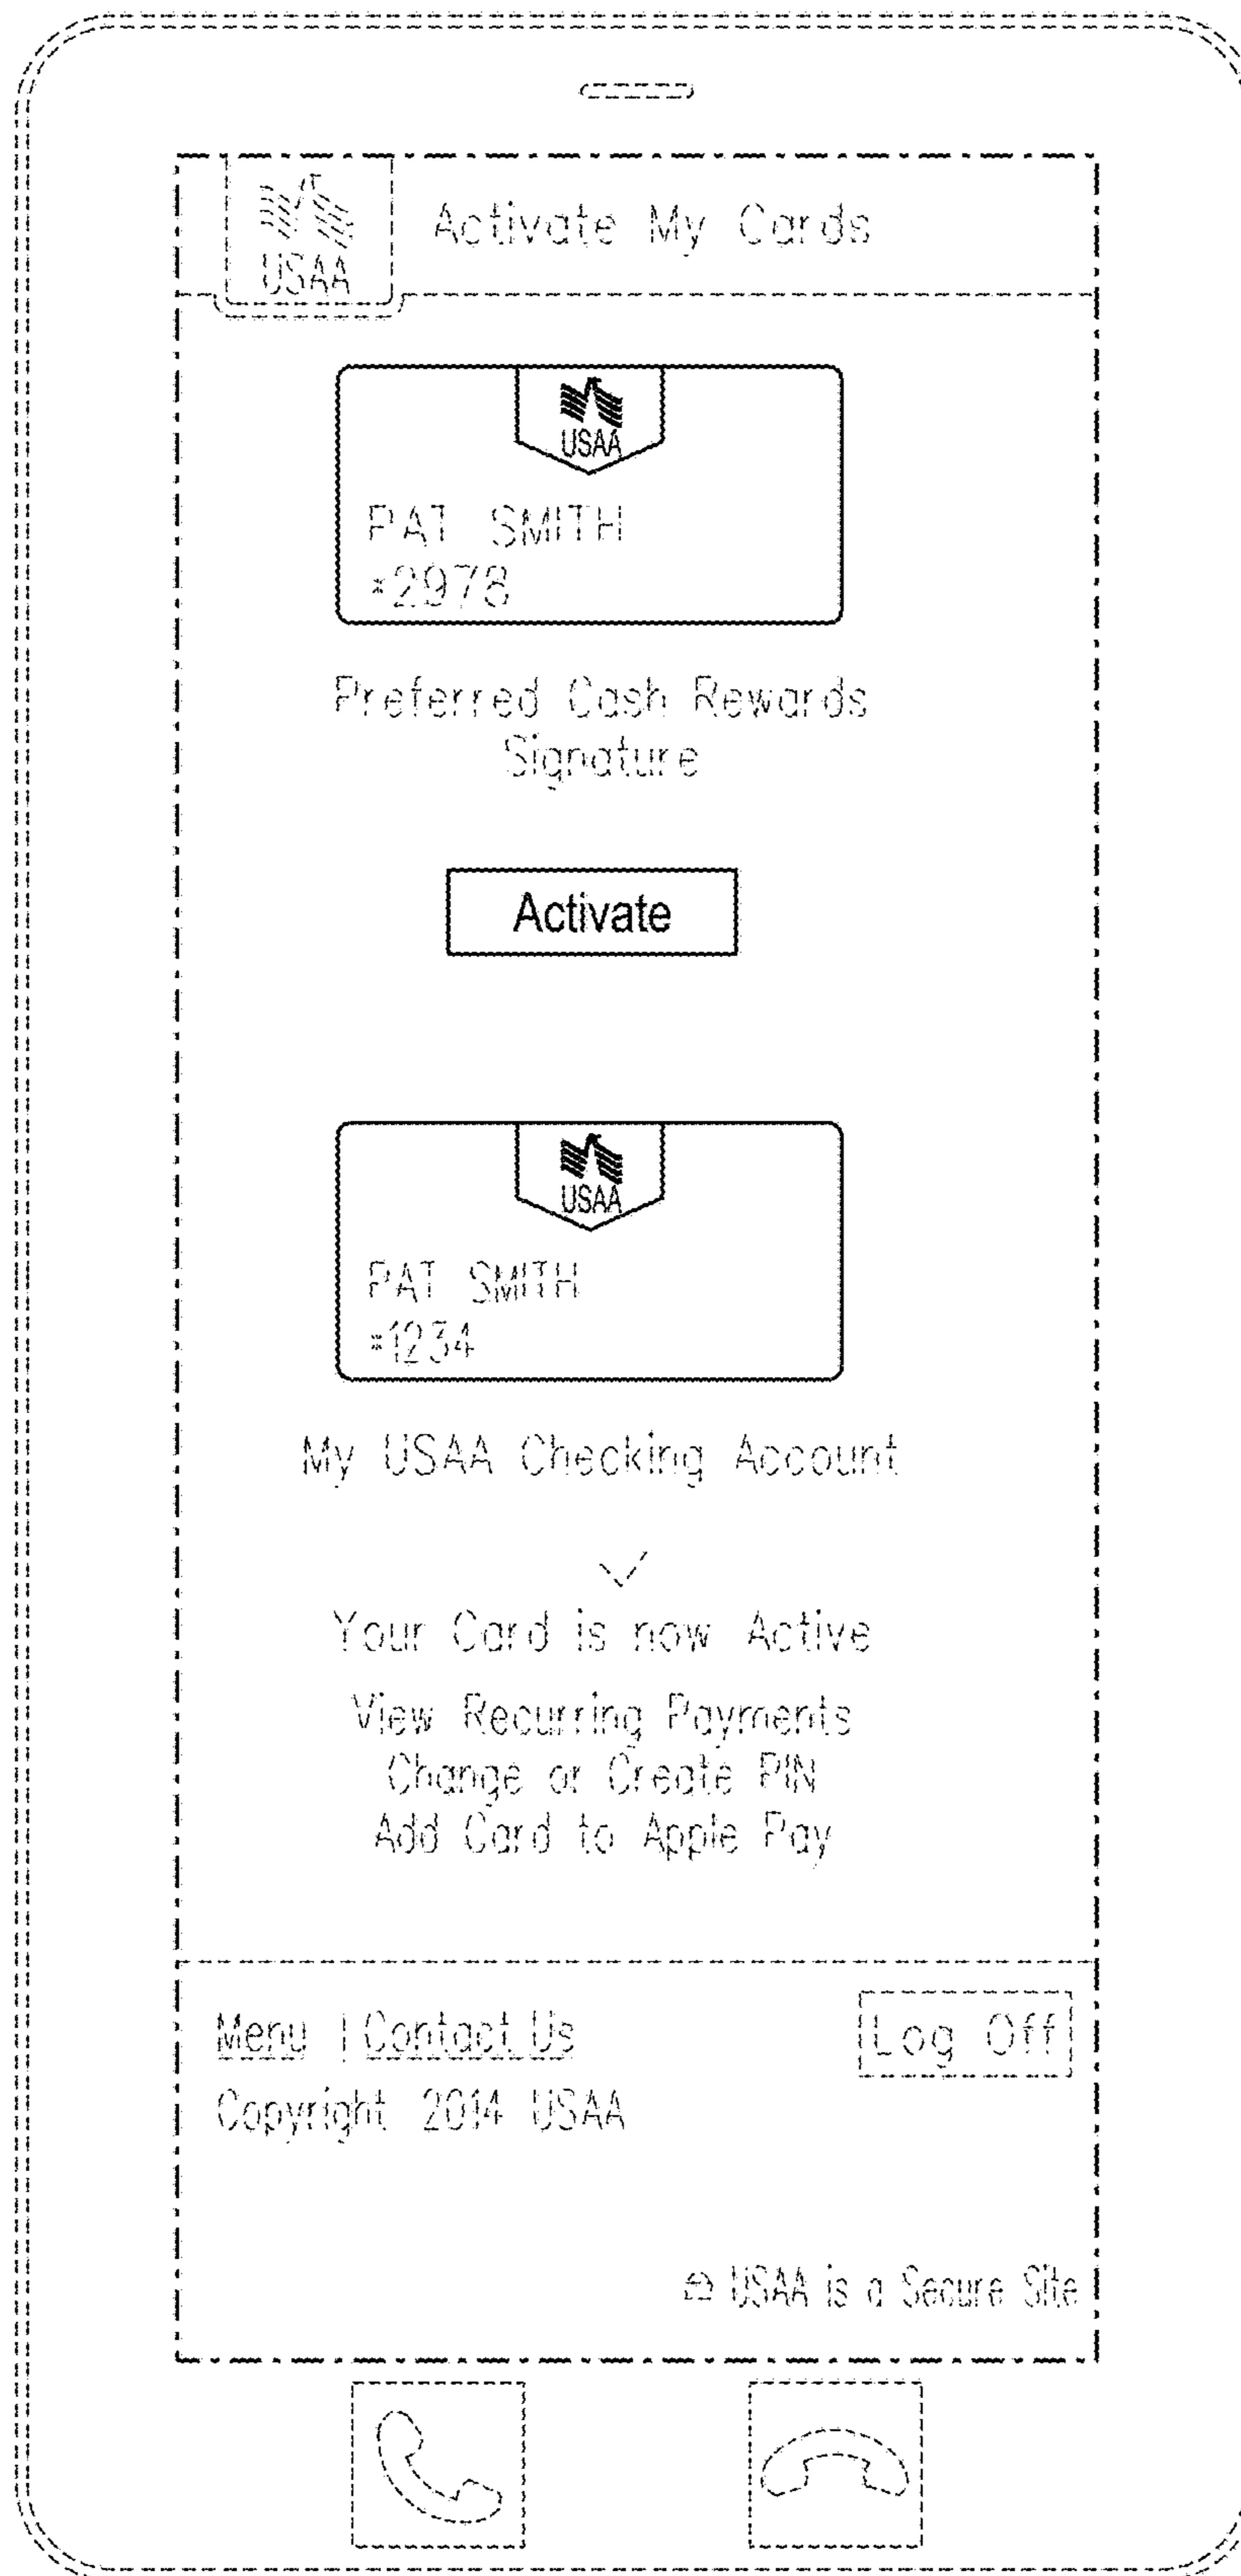 USAA
Activate My Cards
USAA
PAT SMITH
*2978
Preferred Cash Rewards
Signature
Activate
USAA
PAT SMITH
*1234
My USAA Checking Account
Your Card is now Active
View Recurring Payments
Change or Create PIN
Add Card to Apple Pay
Menu | Contact Us
Log Off
Copyright 2014 USAA
USAA is a Secure Site